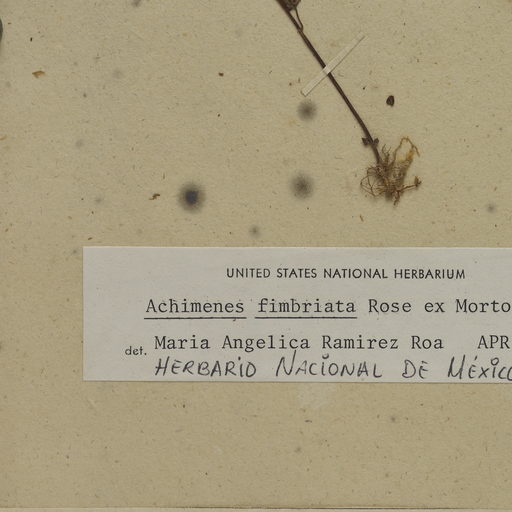 UNITED STATES NATIONAL HERBARIUM
Achimenes fimbriata Rose ex Morto
det. Maria Angelica Ramirez Roa APR
HERBARIO NACIONAL DE MÉXICO